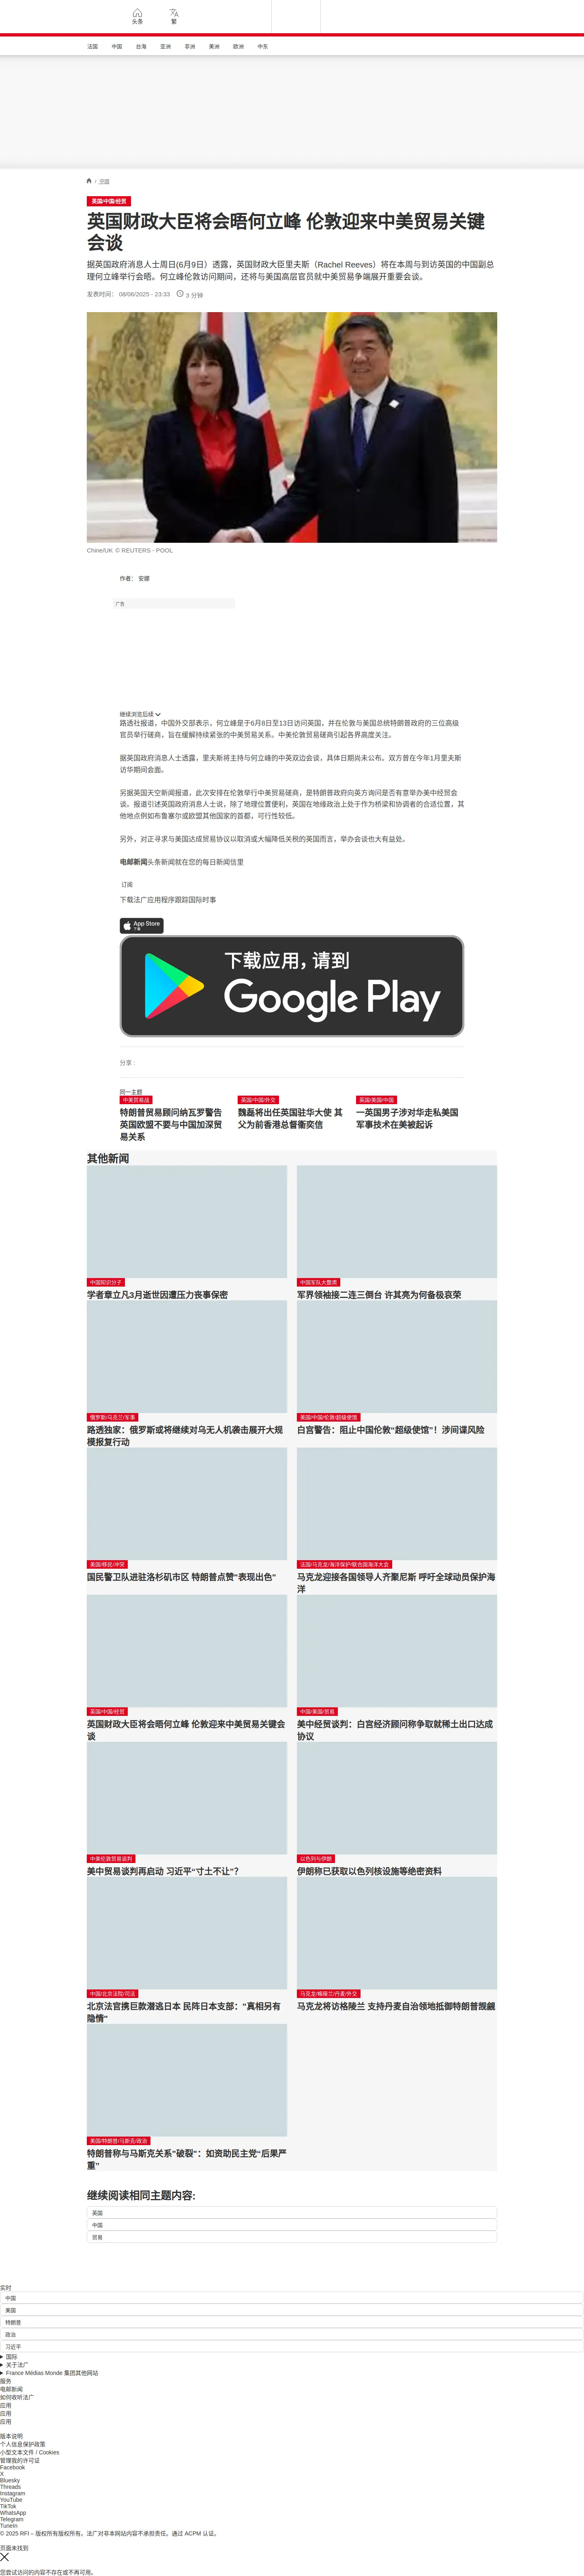 头条
繁
法国 中国 台海 亚洲 非洲 美洲 欧洲 中东
/ 中国
英国/中国/经贸
英国财政大臣将会晤何立峰 伦敦迎来中美贸易关键
会谈
据英国政府消息人士周日(6月9日）透露，英国财政大臣里夫斯（Rachel Reeves）将在本周与到访英国的中国副总
理何立峰举行会晤。何立峰伦敦访问期间，还将与美国高层官员就中美贸易争端展开重要会谈。
发表时间： 08/06/2025 - 23:33 3 分钟
Chine/UK © REUTERS - POOL
作者： 安娜
广告
继续浏览后续
路透社报道，中国外交部表示，何立峰是于6月8日至13日访问英国，并在伦敦与美国总统特朗普政府的三位高级
官员举行磋商，旨在缓解持续紧张的中美贸易关系。中美伦敦贸易磋商引起各界高度关注。
据英国政府消息人士透露，里夫斯将主持与何立峰的中英双边会谈，具体日期尚未公布。双方曾在今年1月里夫斯
访华期间会面。
另据英国天空新闻报道，此次安排在伦敦举行中美贸易磋商，是特朗普政府向英方询问是否有意举办美中经贸会
谈。报道引述英国政府消息人士说，除了地理位置便利，英国在地缘政治上处于作为桥梁和协调者的合适位置，其
他地点例如布鲁塞尔或欧盟其他国家的首都，可行性较低。
另外，对正寻求与美国达成贸易协议以取消或大幅降低关税的英国而言，举办会谈也大有益处。
电邮新闻头条新闻就在您的每日新闻信里
订阅
下载法广应用程序跟踪国际时事
App Store
下载
下载应用，请到
Google Play
分享 :
同一主题
中美贸易战
特朗普贸易顾问纳瓦罗警告
英国欧盟不要与中国加深贸
易关系
英国/中国/外交
魏磊将出任英国驻华大使 其
父为前香港总督衞奕信
英国/美国/中国
一英国男子涉对华走私美国
军事技术在美被起诉
其他新闻
中国知识分子
学者章立凡3月逝世因遭压力丧事保密
中国军队大整肃
军界领袖接二连三倒台 许其亮为何备极哀荣
俄罗斯/乌克兰/军事
路透独家：俄罗斯或将继续对乌无人机袭击展开大规
模报复行动
美国/中国/伦敦/超级使馆
白宫警告：阻止中国伦敦“超级使馆”！涉间谍风险
美国/移民/冲突
国民警卫队进驻洛杉矶市区 特朗普点赞"表现出色"
法国/马克龙/海洋保护/联合国海洋大会
马克龙迎接各国领导人齐聚尼斯 呼吁全球动员保护海
洋
英国/中国/经贸
英国财政大臣将会晤何立峰 伦敦迎来中美贸易关键会
谈
中国/美国/贸易
美中经贸谈判：白宫经济顾问称争取就稀土出口达成
协议
中美伦敦贸易谈判
美中贸易谈判再启动 习近平“寸土不让”？
以色列与伊朗
伊朗称已获取以色列核设施等绝密资料
中国/北京法院/司法
北京法官携巨款潜逃日本 民阵日本支部："真相另有
隐情"
马克龙/格陵兰/丹麦/外交
马克龙将访格陵兰 支持丹麦自治领地抵御特朗普觊觎
美国/特朗普/马斯克/政治
特朗普称与马斯克关系"破裂"：如资助民主党“后果严
重”
继续阅读相同主题内容:
英国
中国
贸易
实时
中国
美国
特朗普
政治
习近平
国际
关于法广
France Médias Monde 集团其他网站
服务
电邮新闻
如何收听法广
应用
应用
应用
版本说明
个人信息保护政策
小型文本文件 / Cookies
管理我的许可证
Facebook
X
Bluesky
Threads
Instagram
YouTube
TikTok
WhatsApp
Telegram
TuneIn
© 2025 RFI – 版权所有版权所有。法广对非本网站内容不承担责任。通过 ACPM 认证。
页面未找到
您尝试访问的内容不存在或不再可用。